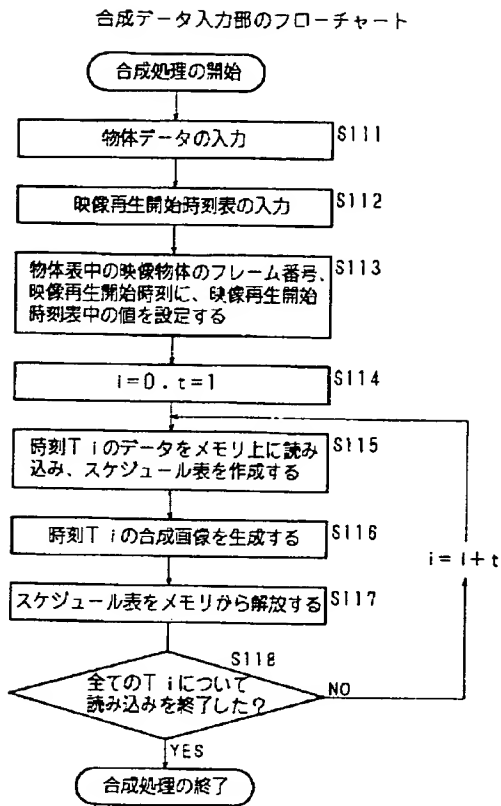 合成データ入力部のフローチャート
合成処理の開始
物体データの入力
S111
映像再生開始時刻表の入力
S112
物体表中の映像物体のフレーム番号、
映像再生開始時刻に、映像再生開始
時刻表中の値を設定する
S113
i=0.t=1
S114
時刻Tiのデータをメモリ上に読み
込み、スケジュール表を作成する
S115
時刻Tiの合成画像を生成する
S116
i=i+t
スケジュール表をメモリから解放する
S117
S118
全てのTiについて
読み込みを終了した?
NO
YES
合成処理の終了